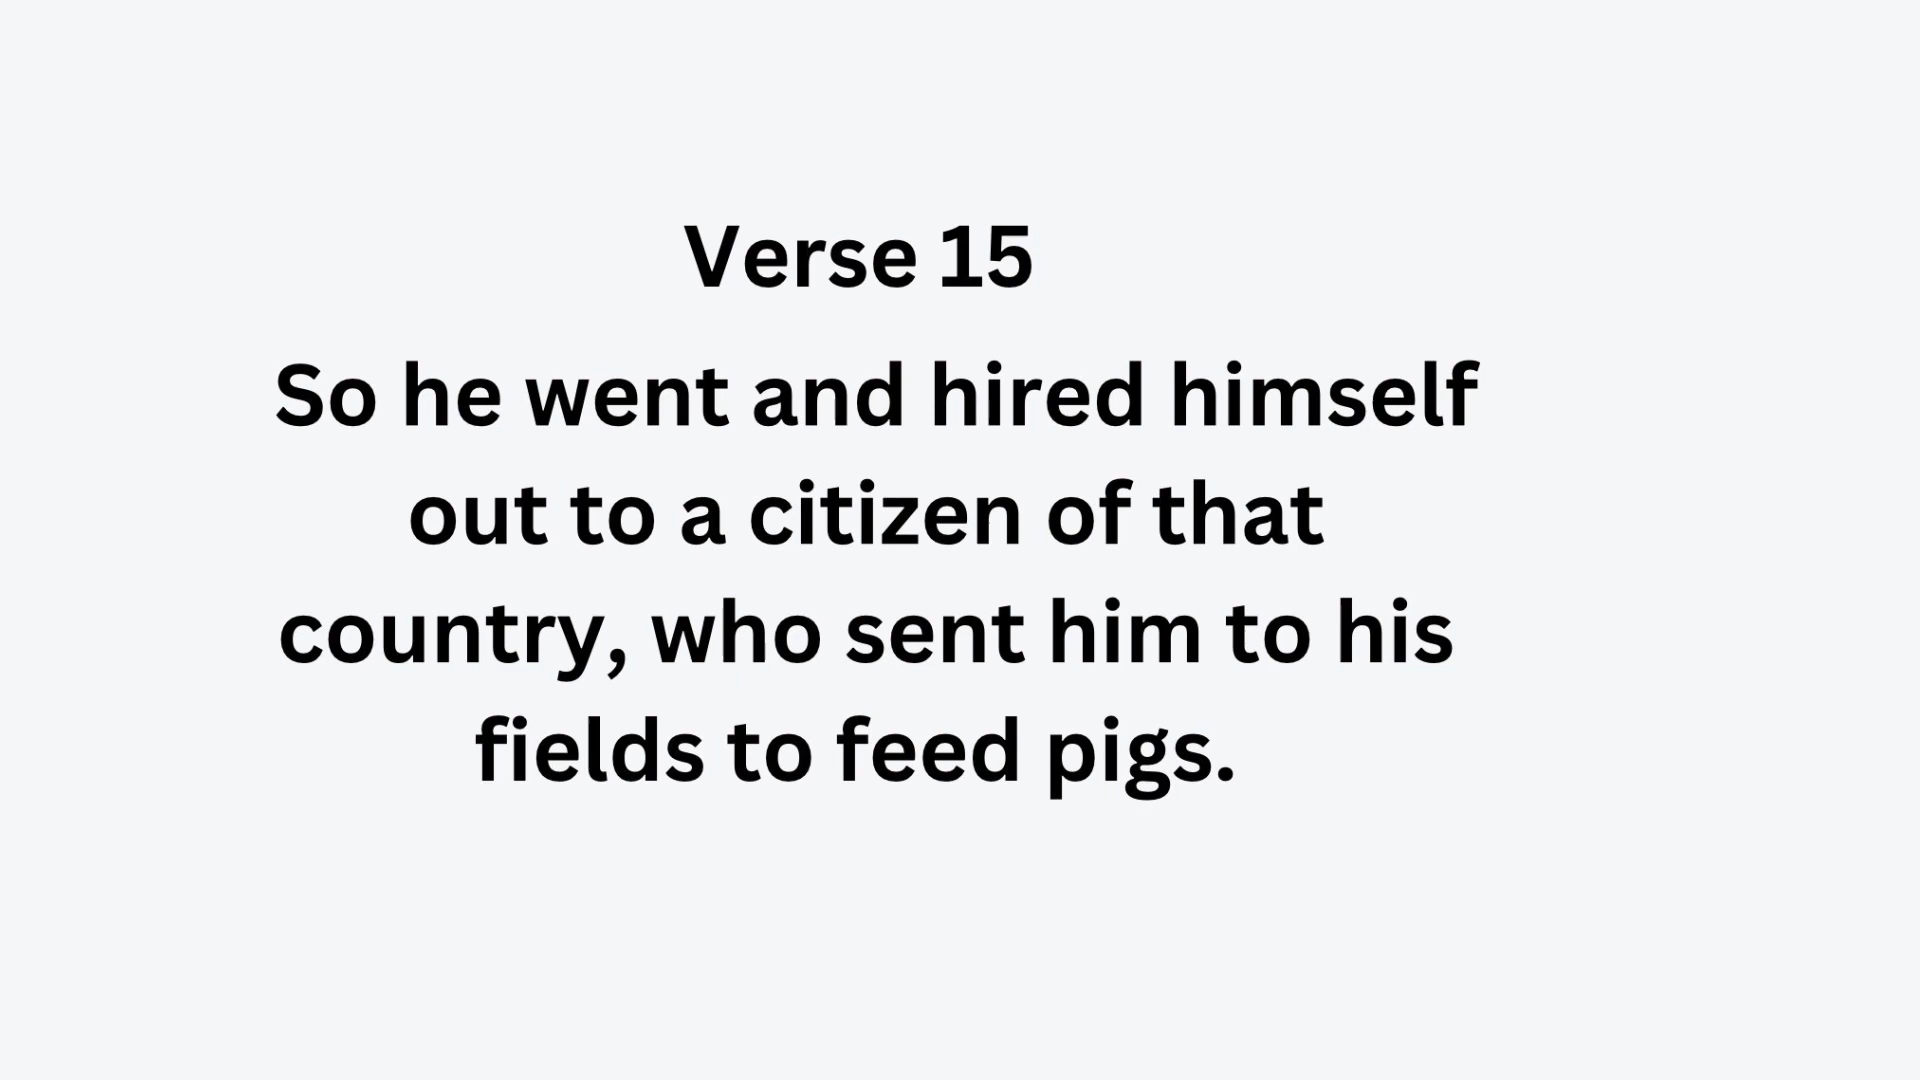 Verse 15
So he went and hired himself
out to a citizen of that
country, who sent him to his
fields to feed pigs.